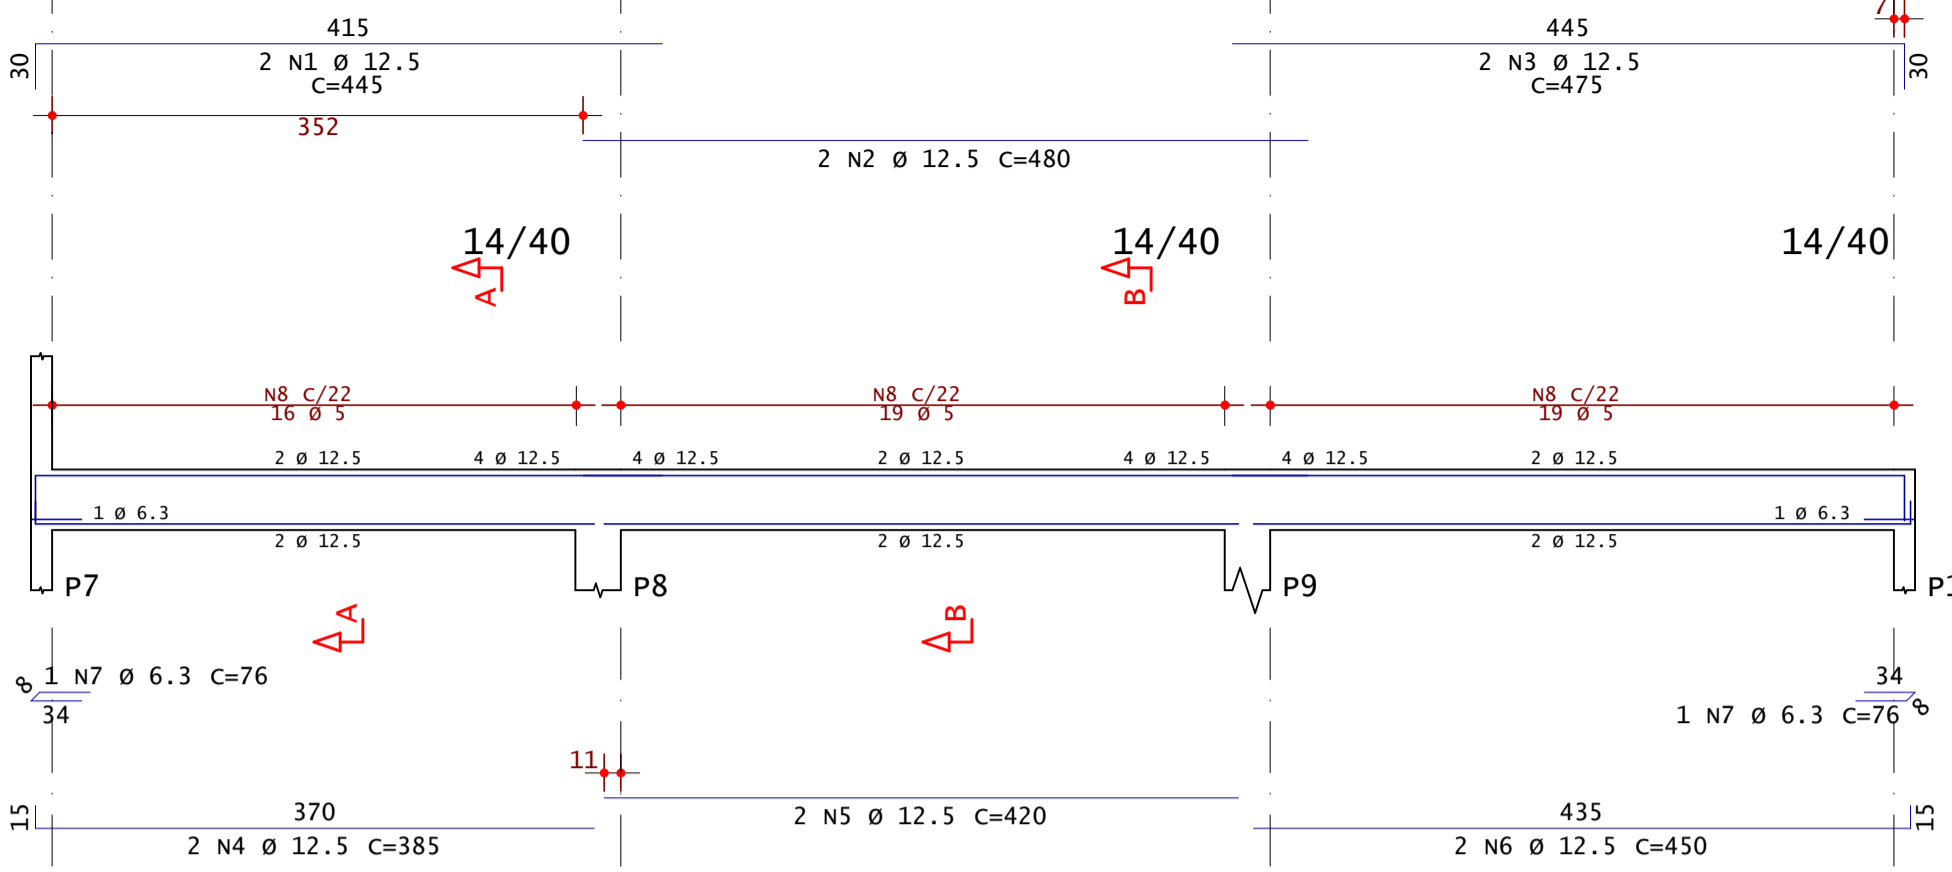 7
415
445
30
2 N1 Ø 12.5
2 N3 Ø 12.5
30
C=445
C=475
352
2 N2 Ø 12.5 C=480
14/40
14/40
14/40
A
B
N8 C/22
N8 C/22
N8 C/22
16 Ø 5
19 Ø 5
19 Ø 5
2 Ø 12.5
4 Ø 12.5
4 Ø 12.5
2 Ø 12.5
4 Ø 12.5
4 Ø 12.5
2 Ø 12.5
1 Ø 6.3
1 Ø 6.3
2 Ø 12.5
2 Ø 12.5
2 Ø 12.5
P7
P8
P9
A
B
8
1 N7 Ø 6.3 C=76
34
34
1 N7 Ø 6.3 C=76
8
11
15
370
2 N5 Ø 12.5 C=420
435
15
2 N4 Ø 12.5 C=385
2 N6 Ø 12.5 C=450